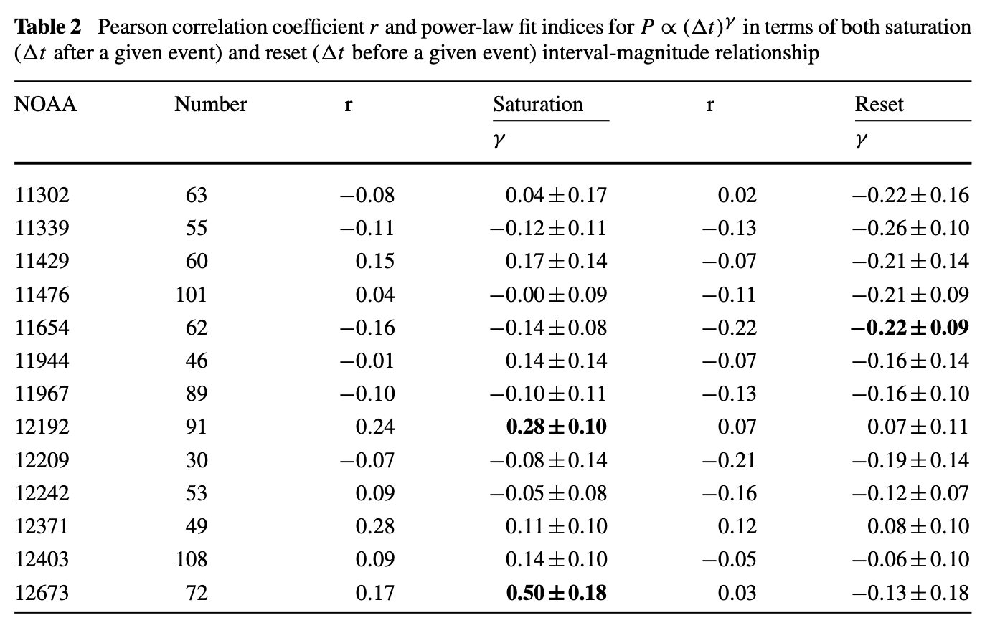 Table 2 Pearson correlation coefficient r and power-law fit indices for P ∝ (Δt)^γ in terms of both saturation
(Δt after a given event) and reset (Δt before a given event) interval-magnitude relationship
NOAA Number r Saturation r Reset
γ γ
11302 63 −0.08 0.04±0.17 0.02 −0.22±0.16
11339 55 −0.11 −0.12±0.11 −0.13 −0.26±0.10
11429 60 0.15 0.17±0.14 −0.07 −0.21±0.14
11476 101 0.04 −0.00±0.09 −0.11 −0.21±0.09
11654 62 −0.16 −0.14±0.08 −0.22 −0.22±0.09
11944 46 −0.01 0.14±0.14 −0.07 −0.16±0.14
11967 89 −0.10 −0.10±0.11 −0.13 −0.16±0.10
12192 91 0.24 0.28±0.10 0.07 0.07±0.11
12209 30 −0.07 −0.08±0.14 −0.21 −0.19±0.14
12242 53 0.09 −0.05±0.08 −0.16 −0.12±0.07
12371 49 0.28 0.11±0.10 0.12 0.08±0.10
12403 108 0.09 0.14±0.10 −0.05 −0.06±0.10
12673 72 0.17 0.50±0.18 0.03 −0.13±0.18